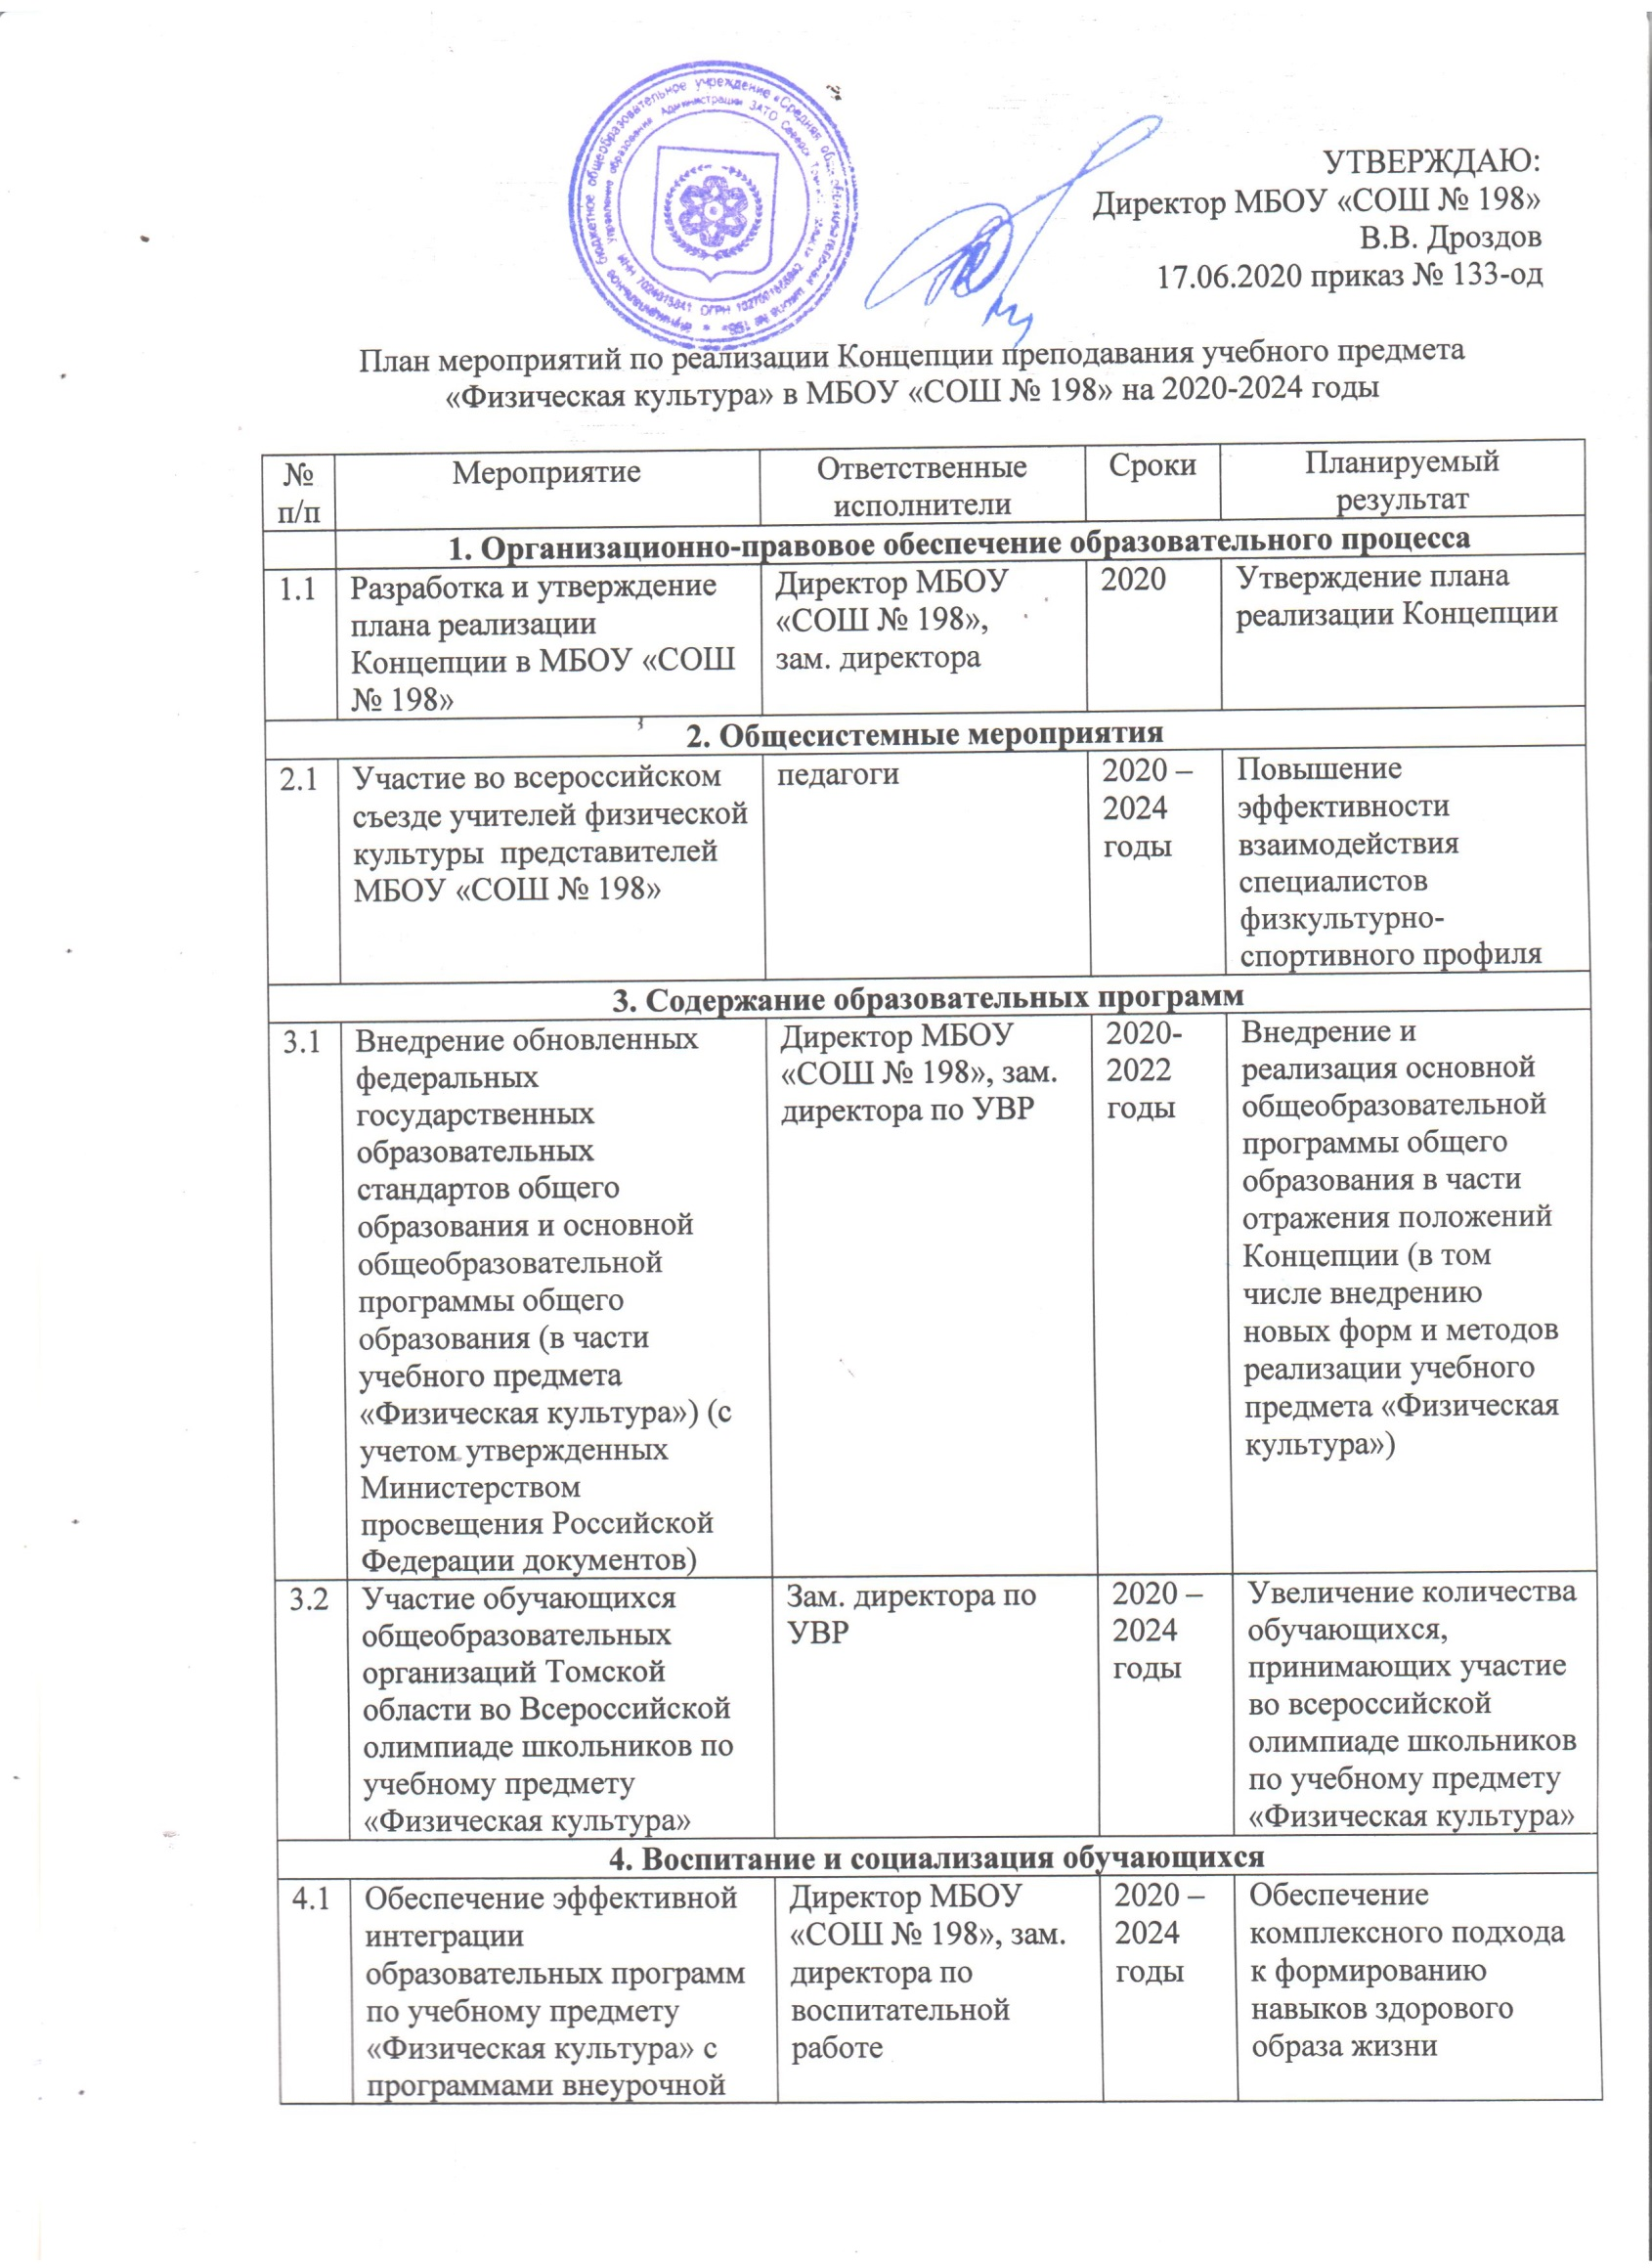 бюджетное общеобразовательное учреждение «Средняя
Управление образования Администрации ЗАТО Северск
УТВЕРЖДАЮ:
Директор МБОУ «СОШ № 198»
В.В. Дроздов
17.06.2020 приказ № 133-од
План мероприятий по реализации Концепции преподавания учебного предмета
«Физическая культура» в МБОУ «СОШ № 198» на 2020-2024 годы
№ п/п
Мероприятие
Ответственные
исполнители
Сроки
Планируемый
результат
1. Организационно-правовое обеспечение образовательного процесса
1.1
Разработка и утверждение
плана реализации
Концепции в МБОУ «СОШ
№ 198»
Директор МБОУ
«СОШ № 198»,
зам. директора
2020
Утверждение плана
реализации Концепции
2. Общесистемные мероприятия
2.1
Участие во всероссийском
съезде учителей физической
культуры представителей
МБОУ «СОШ № 198»
педагоги
2020 –
2024
годы
Повышение
эффективности
взаимодействия
специалистов
физкультурно-
спортивного профиля
3. Содержание образовательных программ
3.1
Внедрение обновленных
федеральных
государственных
образовательных
стандартов общего
образования и основной
общеобразовательной
программы общего
образования (в части
учебного предмета
«Физическая культура») (с
учетом утвержденных
Министерством
просвещения Российской
Федерации документов)
Директор МБОУ
«СОШ № 198», зам.
директора по УВР
2020-
2022
годы
Внедрение и
реализация основной
общеобразовательной
программы общего
образования в части
отражения положений
Концепции (в том
числе внедрению
новых форм и методов
реализации учебного
предмета «Физическая
культура»)
3.2
Участие обучающихся
общеобразовательных
организаций Томской
области во Всероссийской
олимпиаде школьников по
учебному предмету
«Физическая культура»
Зам. директора по
УВР
2020 –
2024
годы
Увеличение количества
обучающихся,
принимающих участие
во всероссийской
олимпиаде школьников
по учебному предмету
«Физическая культура»
4. Воспитание и социализация обучающихся
4.1
Обеспечение эффективной
интеграции
образовательных программ
по учебному предмету
«Физическая культура» с
программами внеурочной
Директор МБОУ
«СОШ № 198», зам.
директора по
воспитательной
работе
2020 –
2024
годы
Обеспечение
комплексного подхода
к формированию
навыков здорового
образа жизни